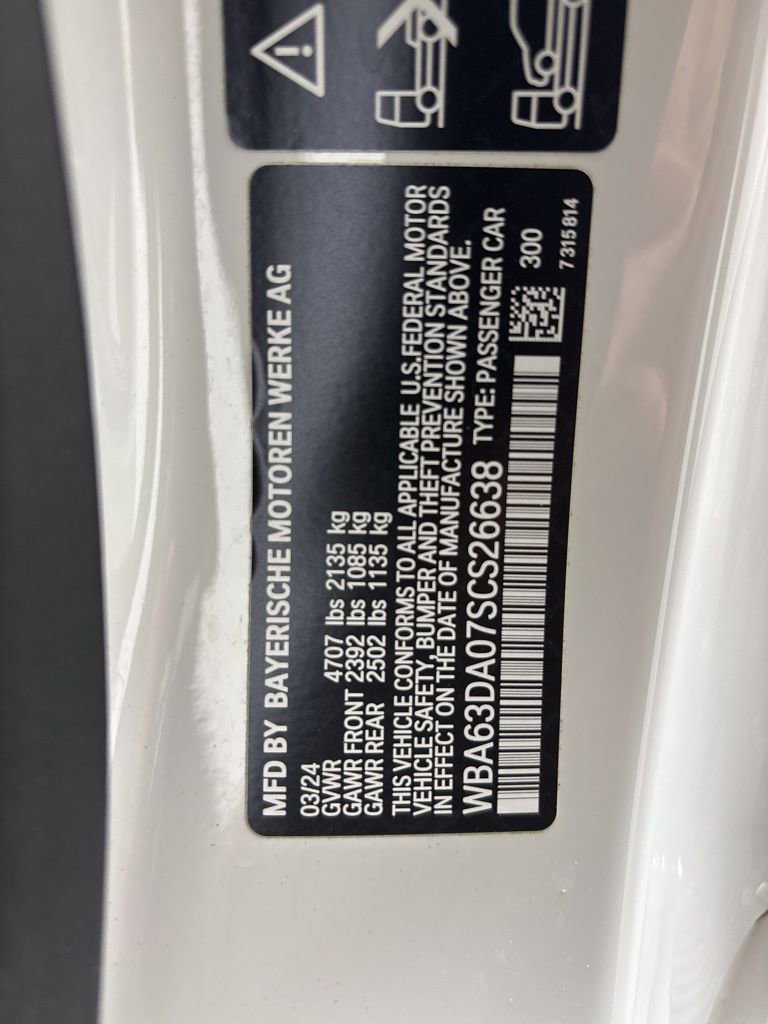 MFD BY BAYERISCHE MOTOREN WERKE AG
03/24
GVWR 4707 lbs 2135 kg
GAWR FRONT 2392 lbs 1085 kg
GAWR REAR 2502 lbs 1135 kg
THIS VEHICLE CONFORMS TO ALL APPLICABLE U.S.FEDERAL MOTOR
VEHICLE SAFETY, BUMPER AND THEFT PREVENTION STANDARDS
IN EFFECT ON THE DATE OF MANUFACTURE SHOWN ABOVE.
WBA63DA07SCS26638 TYPE: PASSENGER CAR
300
7315814